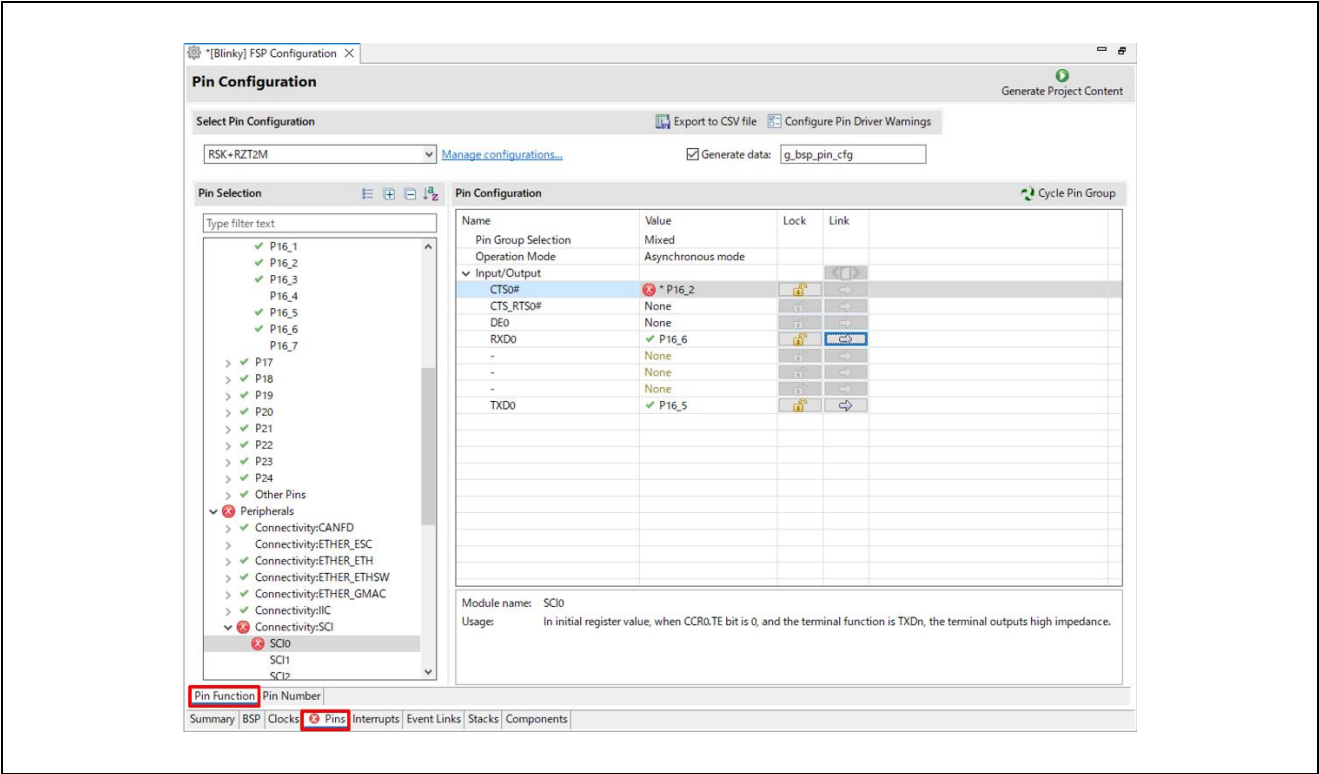 *[Blinky] FSP Configuration
Pin Configuration
Generate Project Content
Select Pin Configuration
Export to CSV file
Configure Pin Driver Warnings
RSK+RZT2M
Manage configurations...
Generate data:
g_bsp_pin_cfg
Pin Selection
Type filter text
P16_1
P16_2
P16_3
P16_4
P16_5
P16_6
P16_7
P17
P18
P19
P20
P21
P22
P23
P24
Other Pins
Peripherals
Connectivity:CANFD
Connectivity:ETHER_ESC
Connectivity:ETHER_ETH
Connectivity:ETHER_ETHSW
Connectivity:ETHER_GMAC
Connectivity:IIC
Connectivity:SCI
SCI0
SCI1
SCI2
Pin Configuration
Cycle Pin Group
Name Value Lock Link
Pin Group Selection Mixed
Operation Mode Asynchronous mode
Input/Output
CTS0# * P16_2
CTS_RTS0# None
DE0 None
RXD0 P16_6
- None
- None
- None
TXD0 P16_5
Module name: SCI0
Usage: In initial register value, when CCR0.TE bit is 0, and the terminal function is TXDn, the terminal outputs high impedance.
Pin Function Pin Number
Summary BSP Clocks Pins Interrupts Event Links Stacks Components